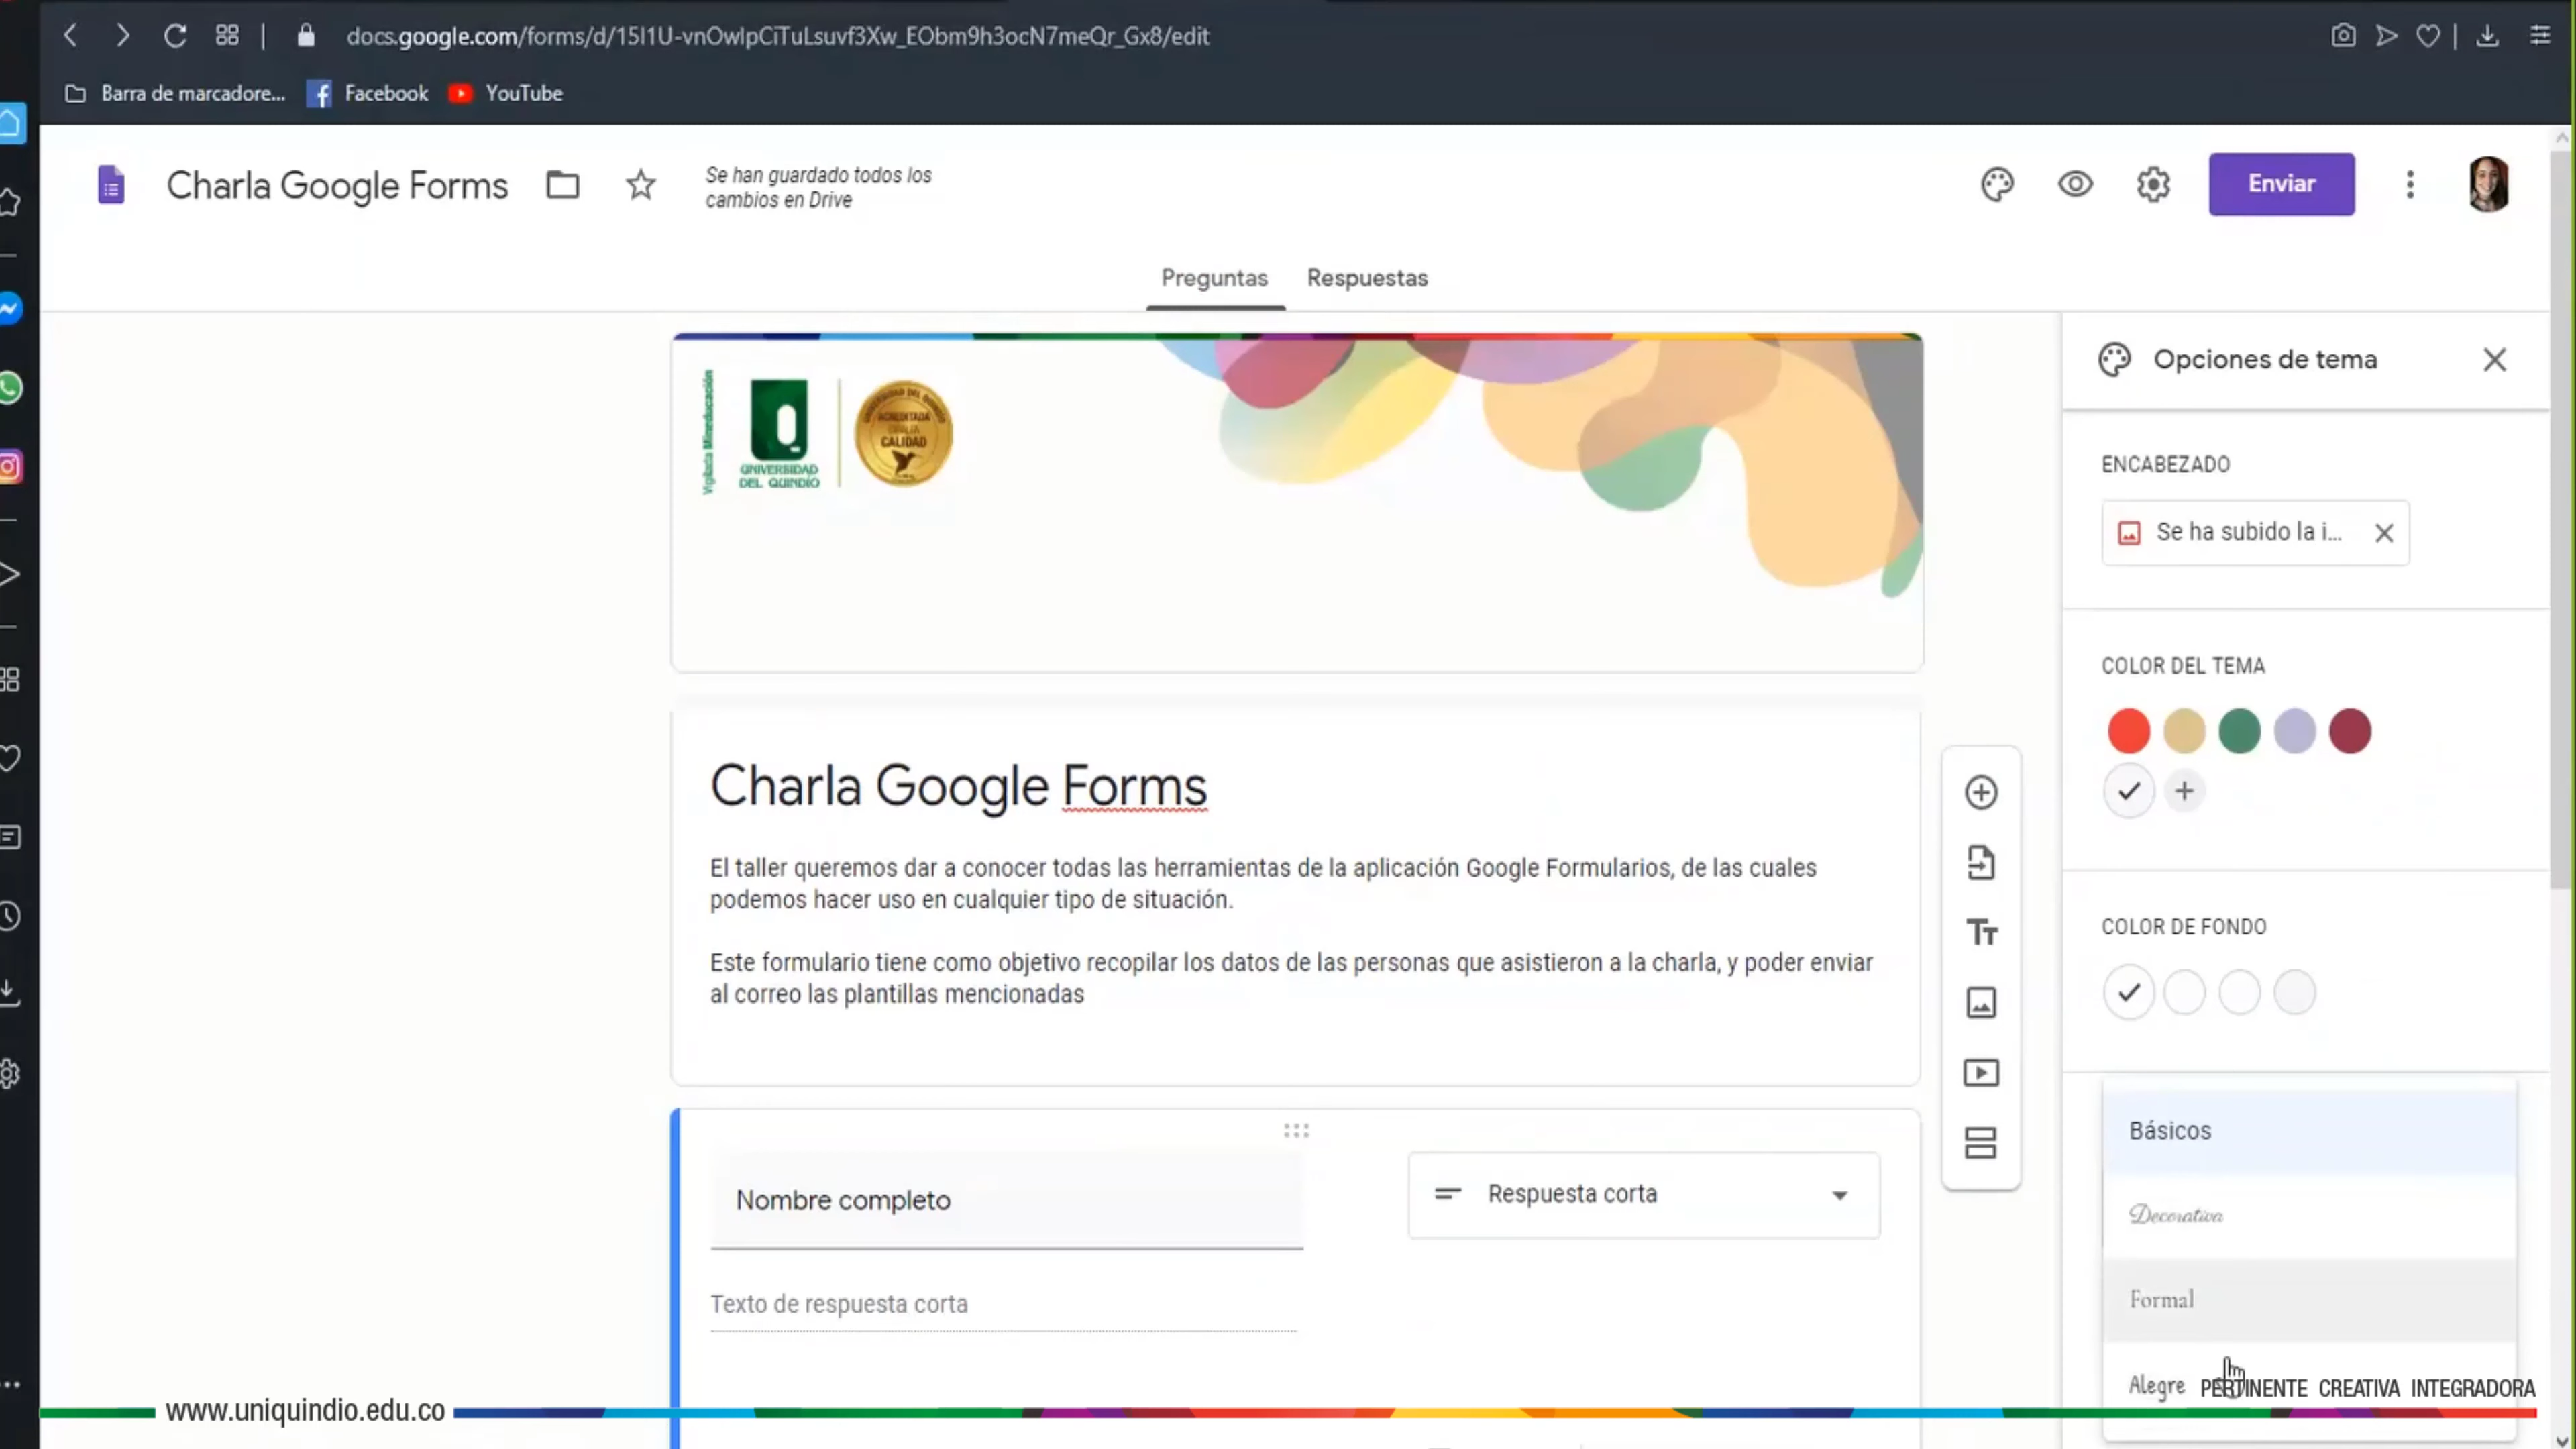 docs.google.com/forms/d/15I1U-vnOwIpCiTuLsuvf3Xw_EObm9h3ocN7meQr_Gx8/edit
Barra de marcadore...
Facebook
YouTube
Charla Google Forms
Se han guardado todos los
cambios en Drive
Enviar
Preguntas
Respuestas
Vigilada Mineducación
UNIVERSIDAD
DEL QUINDÍO
ACREDITADA
CALIDAD
Opciones de tema
ENCABEZADO
Se ha subido la i...
COLOR DEL TEMA
Charla Google Forms
El taller queremos dar a conocer todas las herramientas de la aplicación Google Formularios, de las cuales
podemos hacer uso en cualquier tipo de situación.
Este formulario tiene como objetivo recopilar los datos de las personas que asistieron a la charla, y poder enviar
al correo las plantillas mencionadas
COLOR DE FONDO
Básicos
Decorativa
Formal
Alegre
Nombre completo
Respuesta corta
Texto de respuesta corta
PERTINENTE CREATIVA INTEGRADORA
www.uniquindio.edu.co